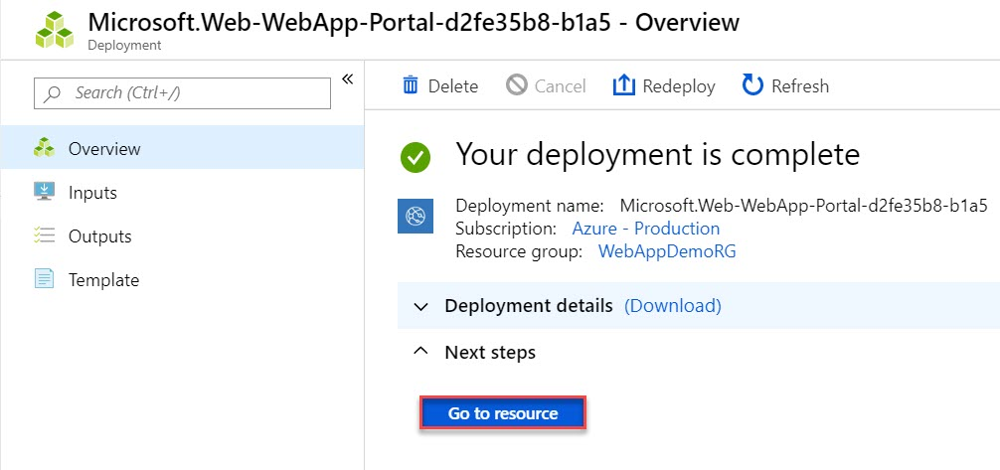 Microsoft.Web-WebApp-Portal-d2fe35b8-b1a5 - Overview
Deployment
Search (Ctrl+/)
«
Overview
Inputs
Outputs
Template
Delete
Cancel
Redeploy
Refresh
Your deployment is complete
Deployment name: Microsoft.Web-WebApp-Portal-d2fe35b8-b1a5
Subscription: Azure - Production
Resource group: WebAppDemoRG
Deployment details (Download)
Next steps
Go to resource